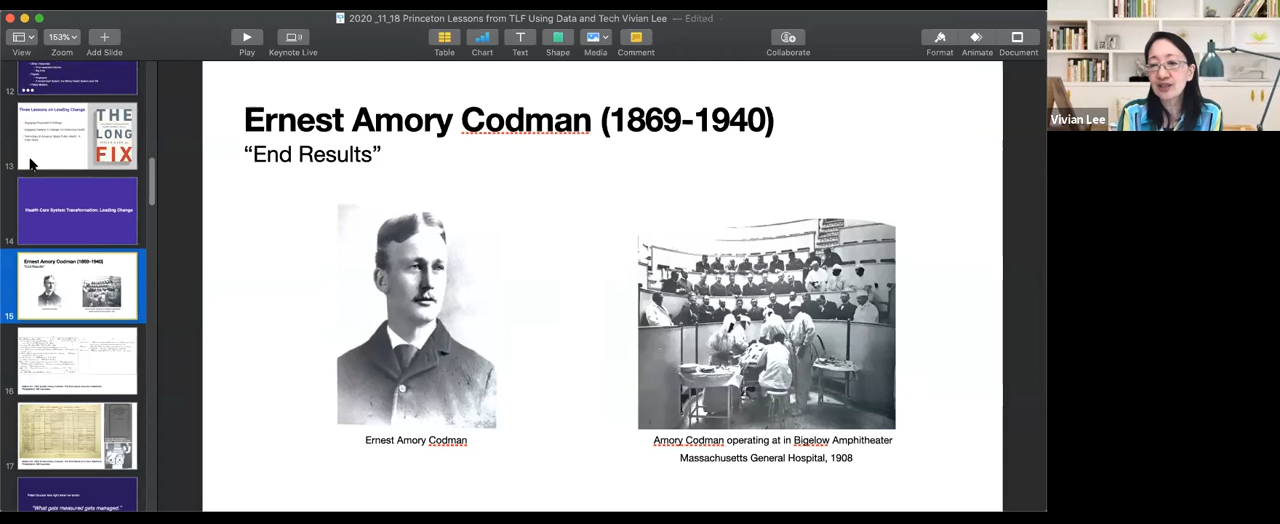 2020 _11_18 Princeton Lessons from TLF Using Data and Tech Vivian Lee — Edited
153%
View
Zoom
Add Slide
Play
Keynote Live
Table
Chart
Text
Shape
Media
Comment
Collaborate
Format
Animate
Document
12
Three Lessons on Leading Change
THE
LONG
FIX
13
Health Care System Transformation: Leading Change
14
Ernest Amory Codman (1869-1940)
"End Results"
15
16
17
"What gets measured gets managed."
Ernest Amory Codman (1869-1940)
“End Results”
Ernest Amory Codman
Amory Codman operating at in Bigelow Amphitheater
Massachusetts General Hospital, 1908
Vivian Lee